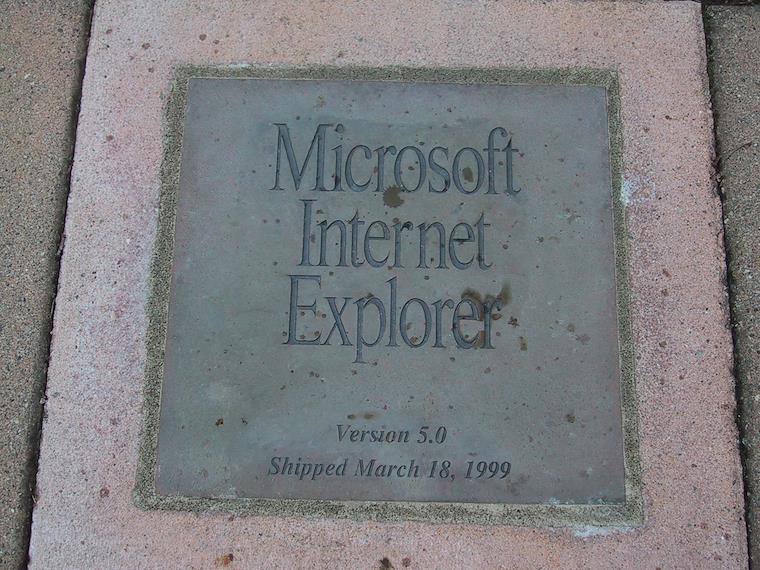 Microsoft
Internet
Explorer
Version 5.0
Shipped March 18, 1999